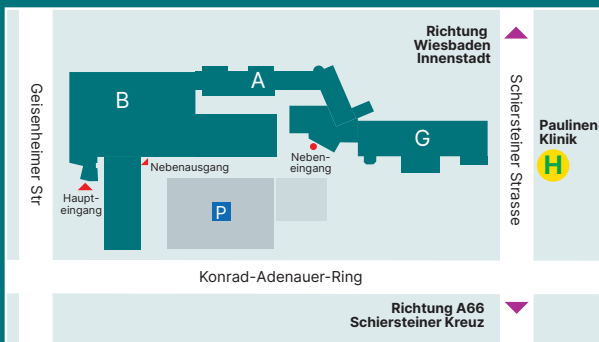 Richtung
Wiesbaden
Innenstadt
A
B
G
Geisenheimer Str
Schiersteiner Strasse
Paulinen-
Klinik
H
Nebenausgang
Neben-
eingang
Haupt-
eingang
P
Konrad-Adenauer-Ring
Richtung A66
Schiersteiner Kreuz